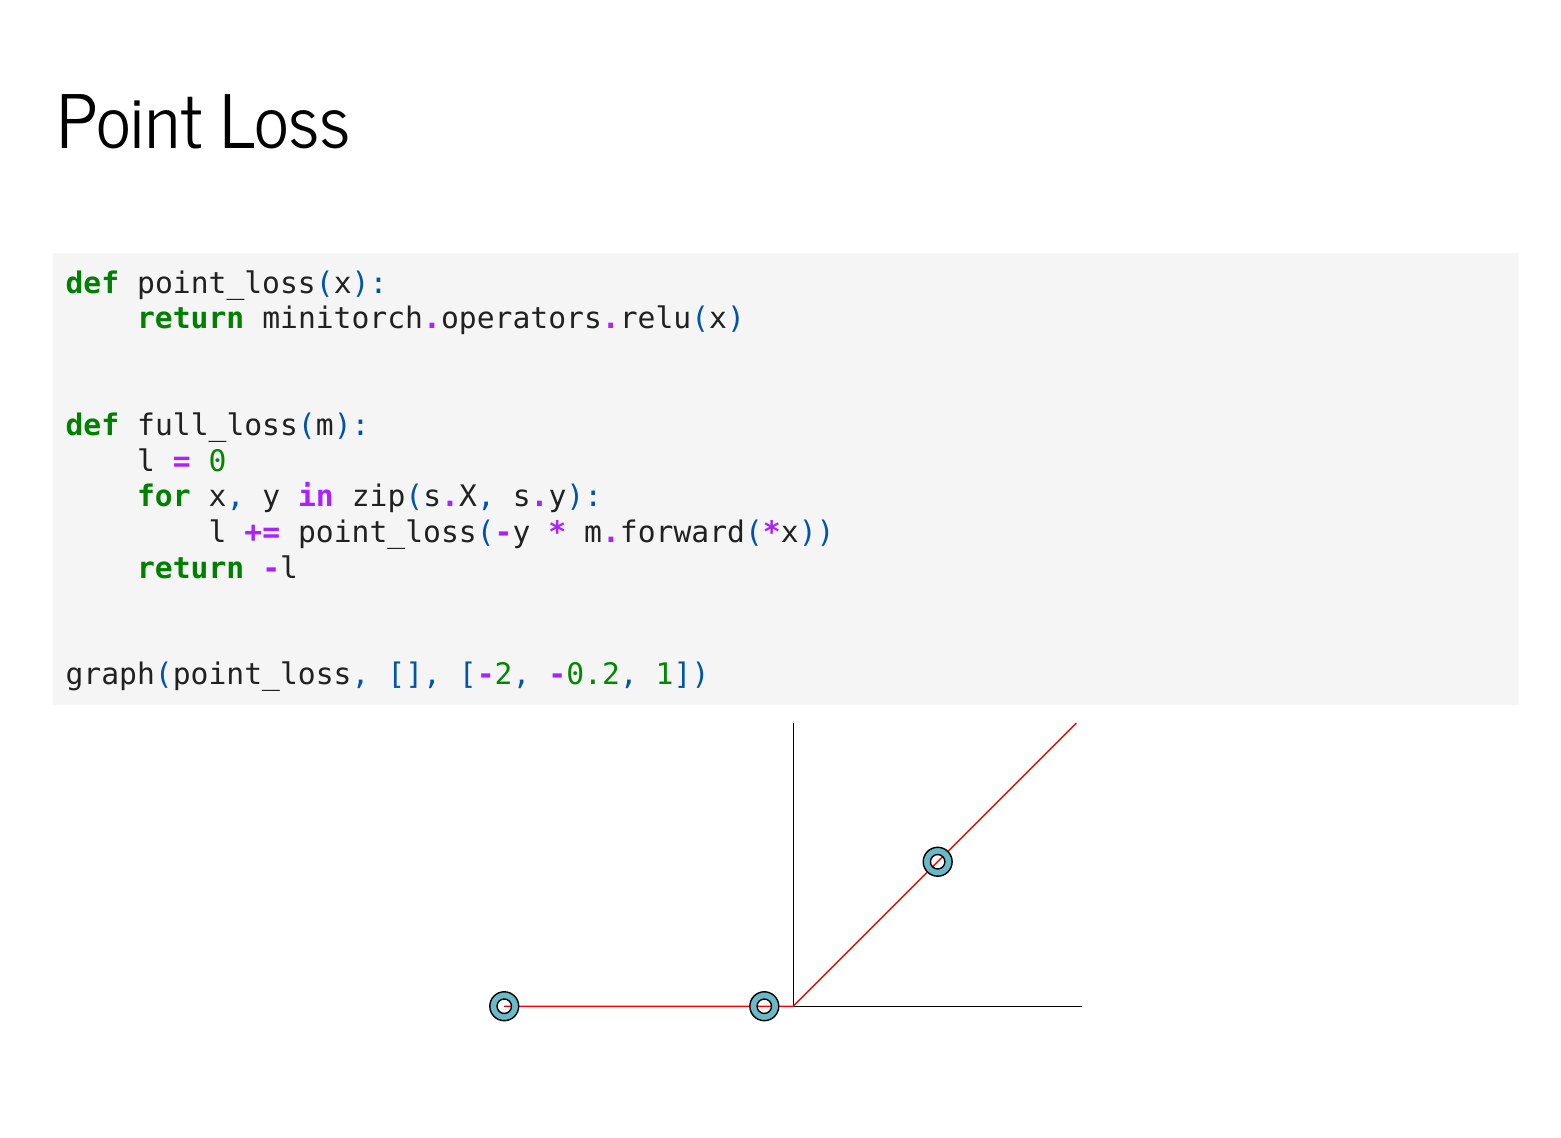 Point Loss
def point_loss(x):
    return minitorch.operators.relu(x)
def full_loss(m):
    l = 0
    for x, y in zip(s.X, s.y):
        l += point_loss(-y * m.forward(*x))
    return -l
graph(point_loss, [], [-2, -0.2, 1])